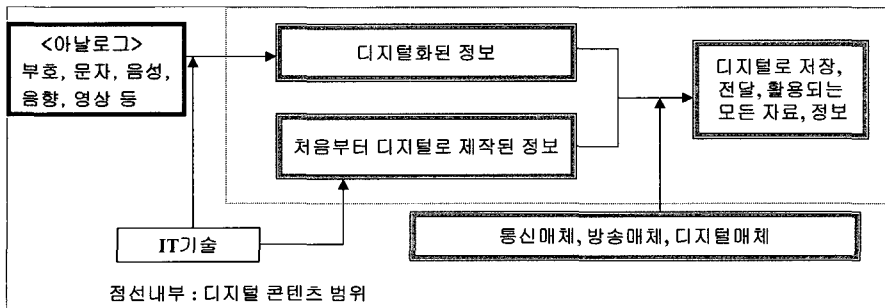 <아날로그>
부호, 문자, 음성,
음향, 영상 등
디지털화된 정보
처음부터 디지털로 제작된 정보
디지털로 저장,
전달, 활용되는
모든 자료, 정보
IT기술
통신매체, 방송매체, 디지털매체
점선내부 : 디지털 콘텐츠 범위